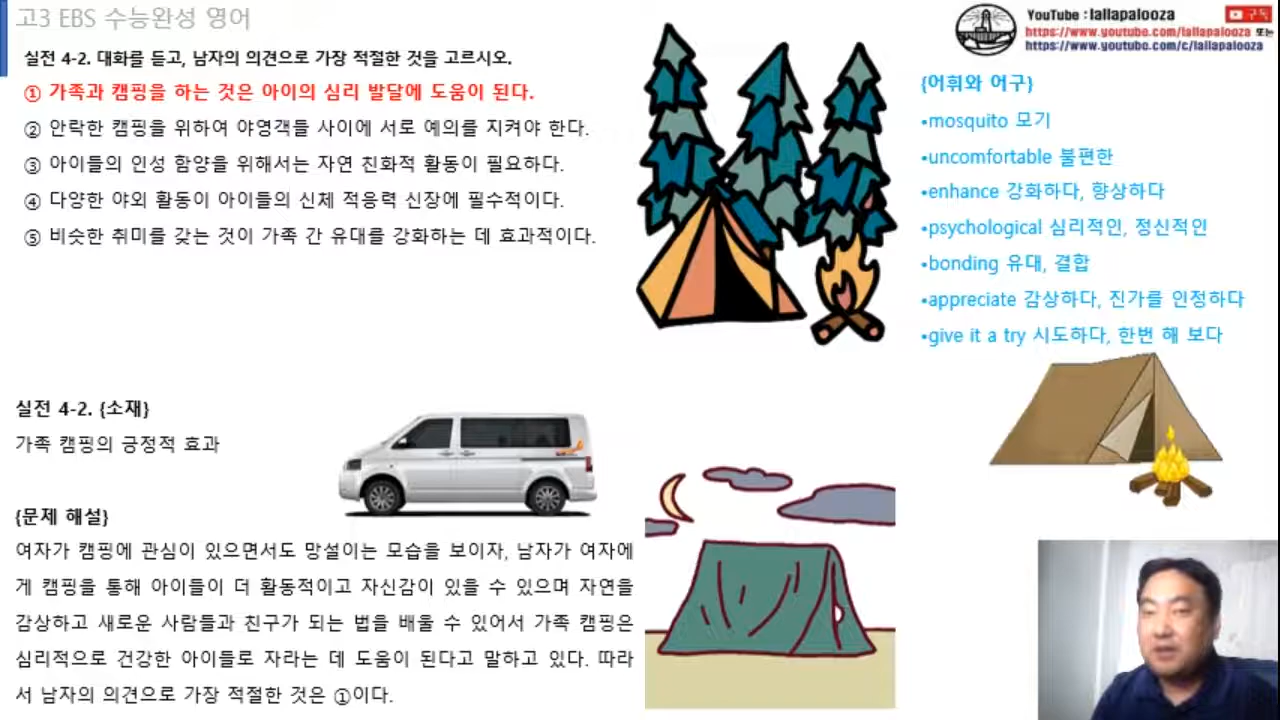 고3 EBS 수능완성 영어
실전 4-2. 대화를 듣고, 남자의 의견으로 가장 적절한 것을 고르시오.
① 가족과 캠핑을 하는 것은 아이의 심리 발달에 도움이 된다.
② 안락한 캠핑을 위하여 야영객들 사이에 서로 예의를 지켜야 한다.
③ 아이들의 인성 함양을 위해서는 자연 친화적 활동이 필요하다.
④ 다양한 야외 활동이 아이들의 신체 적응력 신장에 필수적이다.
⑤ 비슷한 취미를 갖는 것이 가족 간 유대를 강화하는 데 효과적이다.
실전 4-2. {소재}
가족 캠핑의 긍정적 효과
{문제 해설}
여자가 캠핑에 관심이 있으면서도 망설이는 모습을 보이자, 남자가 여자에
게 캠핑을 통해 아이들이 더 활동적이고 자신감이 있을 수 있으며 자연을
감상하고 새로운 사람들과 친구가 되는 법을 배울 수 있어서 가족 캠핑은
심리적으로 건강한 아이들로 자라는 데 도움이 된다고 말하고 있다. 따라
서 남자의 의견으로 가장 적절한 것은 ①이다.
YouTube : lallapalooza
구독
https://www.youtube.com/lallapalooza 또는
https://www.youtube.com/c/lallapalooza
{어휘와 어구}
•mosquito 모기
•uncomfortable 불편한
•enhance 강화하다, 향상하다
•psychological 심리적인, 정신적인
•bonding 유대, 결합
•appreciate 감상하다, 진가를 인정하다
•give it a try 시도하다, 한번 해 보다